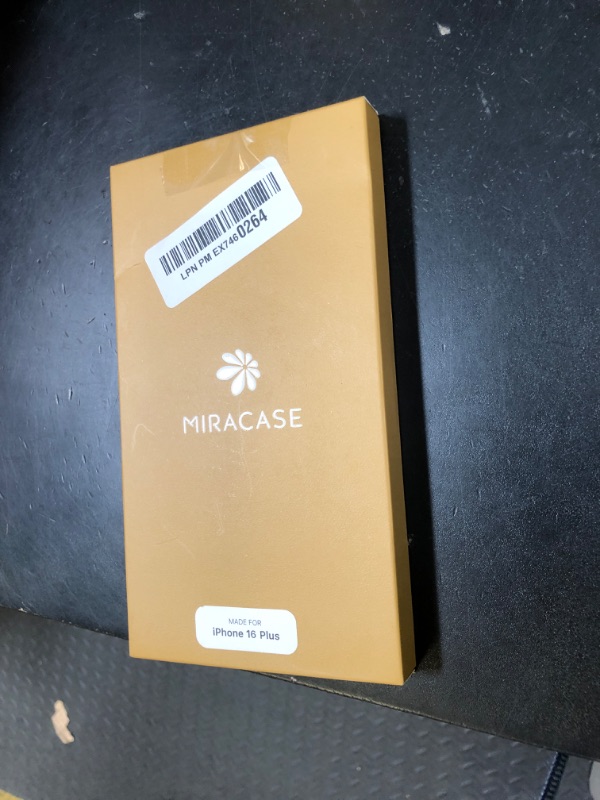 LPN PM EX7460264
MIRACASE
MADE FOR
iPhone 16 Plus